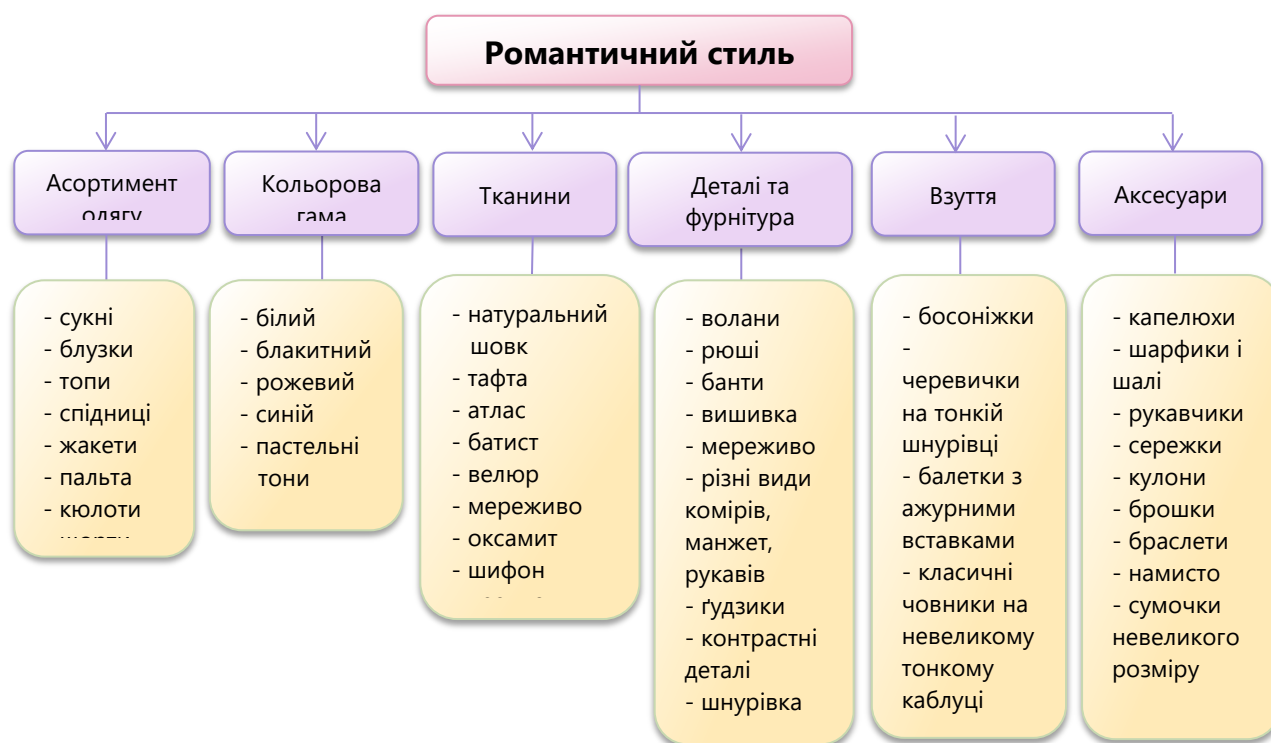 Романтичний стиль
Асортимент
одягу
Кольорова
гама
Тканини
Деталі та
фурнітура
Взуття
Аксесуари
- сукні
- блузки
- топи
- спідниці
- жакети
- пальта
- кюлоти
- білий
- блакитний
- рожевий
- синій
- пастельні
тони
- натуральний
шовк
- тафта
- атлас
- батист
- велюр
- мереживо
- оксамит
- шифон
- волани
- рюші
- банти
- вишивка
- мереживо
- різні види
комірів,
манжет,
рукавів
- ґудзики
- контрастні
деталі
- шнурівка
- босоніжки
-
черевички
на тонкій
шнурівці
- балетки з
ажурними
вставками
- класичні
човники на
невеликому
тонкому
каблуці
- капелюхи
- шарфики і
шалі
- рукавчики
- сережки
- кулони
- брошки
- браслети
- намисто
- сумочки
невеликого
розміру